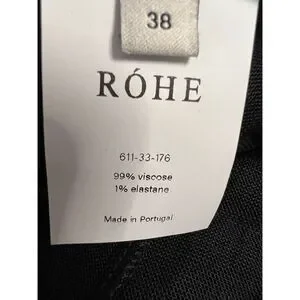 38
RÓHE
611-33-176
99% viscose
1% elastane
Made in Portugal